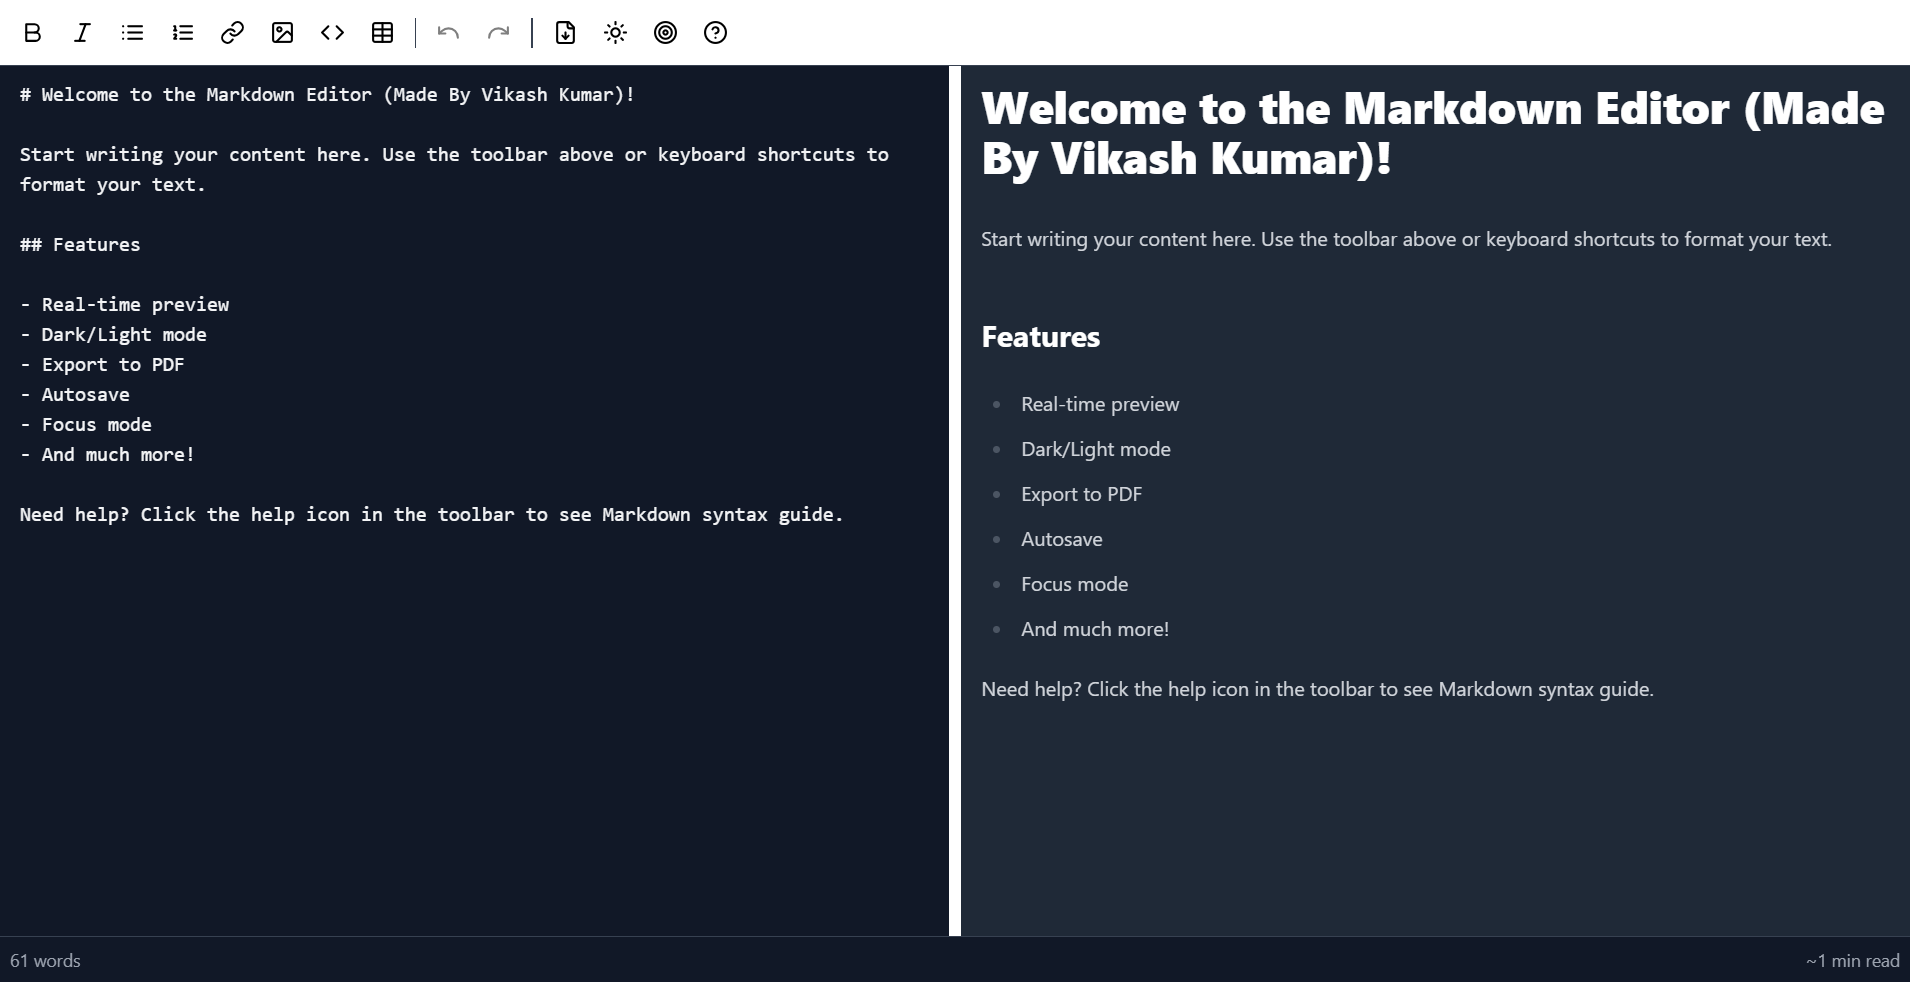 # Welcome to the Markdown Editor (Made By Vikash Kumar)!
Start writing your content here. Use the toolbar above or keyboard shortcuts to
format your text.
## Features
- Real-time preview
- Dark/Light mode
- Export to PDF
- Autosave
- Focus mode
- And much more!
Need help? Click the help icon in the toolbar to see Markdown syntax guide.
Welcome to the Markdown Editor (Made
By Vikash Kumar)!
Start writing your content here. Use the toolbar above or keyboard shortcuts to format your text.
Features
• Real-time preview
• Dark/Light mode
• Export to PDF
• Autosave
• Focus mode
• And much more!
Need help? Click the help icon in the toolbar to see Markdown syntax guide.
61 words
~1 min read